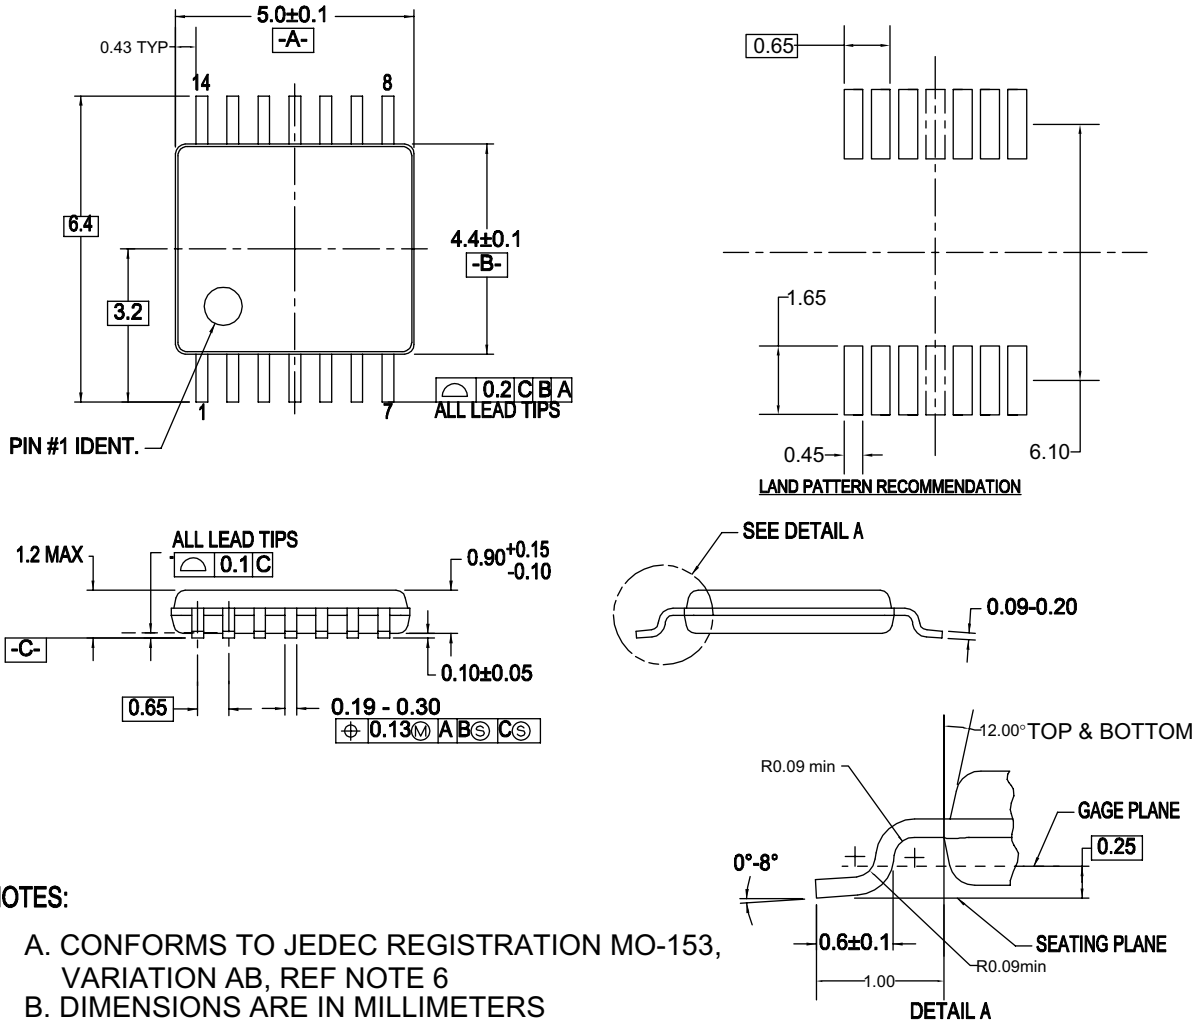 5.0±0.1
-A-
0.43 TYP
14
8
6.4
3.2
4.4±0.1
-B-
1
7
0.2 C B A
ALL LEAD TIPS
PIN #1 IDENT.
0.65
1.65
0.45
6.10
LAND PATTERN RECOMMENDATION
ALL LEAD TIPS
0.1 C
1.2 MAX
0.90 +0.15
-0.10
-C-
0.10±0.05
0.65
0.19 - 0.30
⌖ 0.13Ⓜ A BⓈ CⓈ
SEE DETAIL A
0.09-0.20
12.00° TOP & BOTTOM
R0.09 min
GAGE PLANE
0.25
0°-8°
0.6±0.1
SEATING PLANE
R0.09min
1.00
DETAIL A
NOTES:
A. CONFORMS TO JEDEC REGISTRATION MO-153,
VARIATION AB, REF NOTE 6
B. DIMENSIONS ARE IN MILLIMETERS